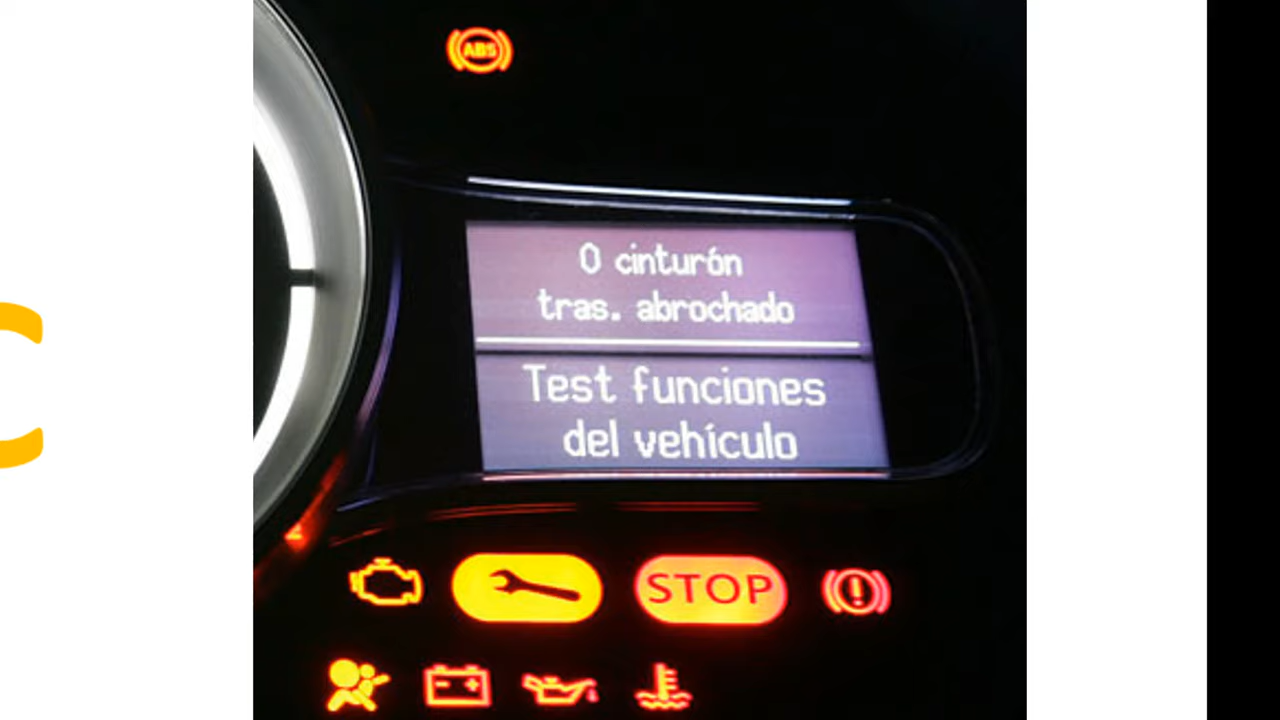 ABS
0 cinturón
tras. abrochado
Test funciones
del vehículo
STOP